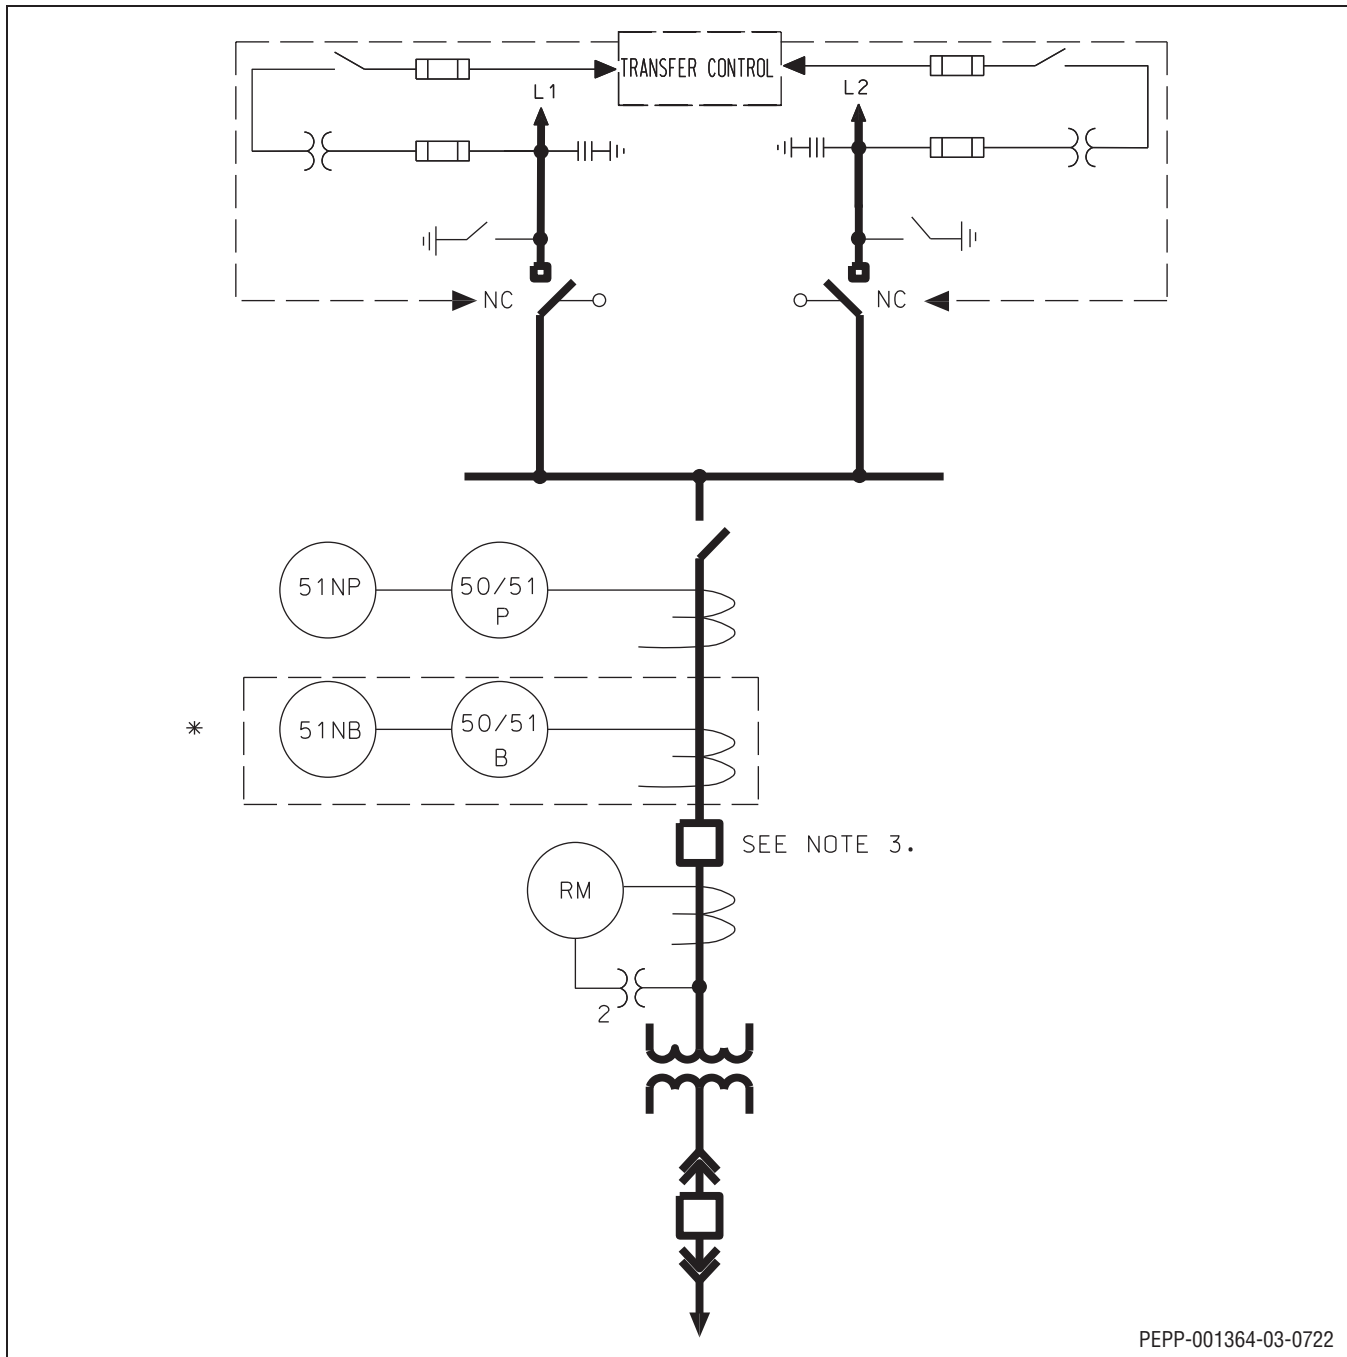 TRANSFER CONTROL
L1
L2
NC
NC
51NP
50/51
P
*
51NB
50/51
B
SEE NOTE 3.
RM
2
PEPP-001364-03-0722